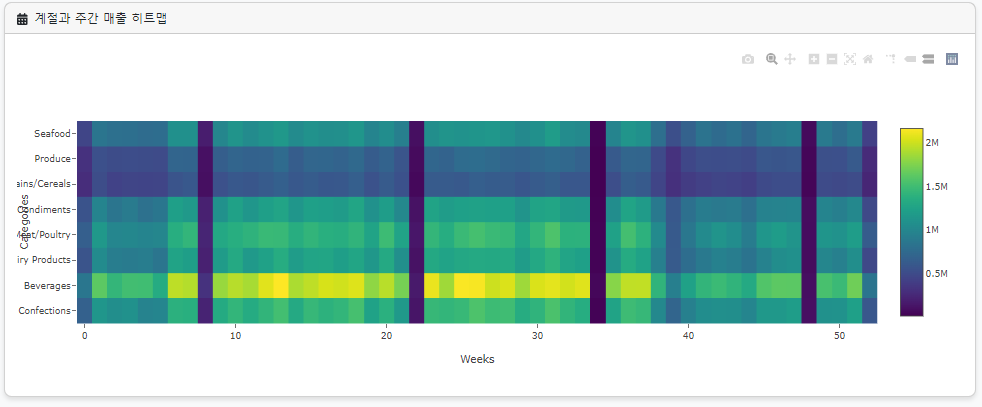 계절과 주간 매출 히트맵
Seafood
Produce
ains/Cereals
Condiments
Meat/Poultry
iry Products
Beverages
Confections
Categories
0
10
20
30
40
50
Weeks
2M
1.5M
1M
0.5M